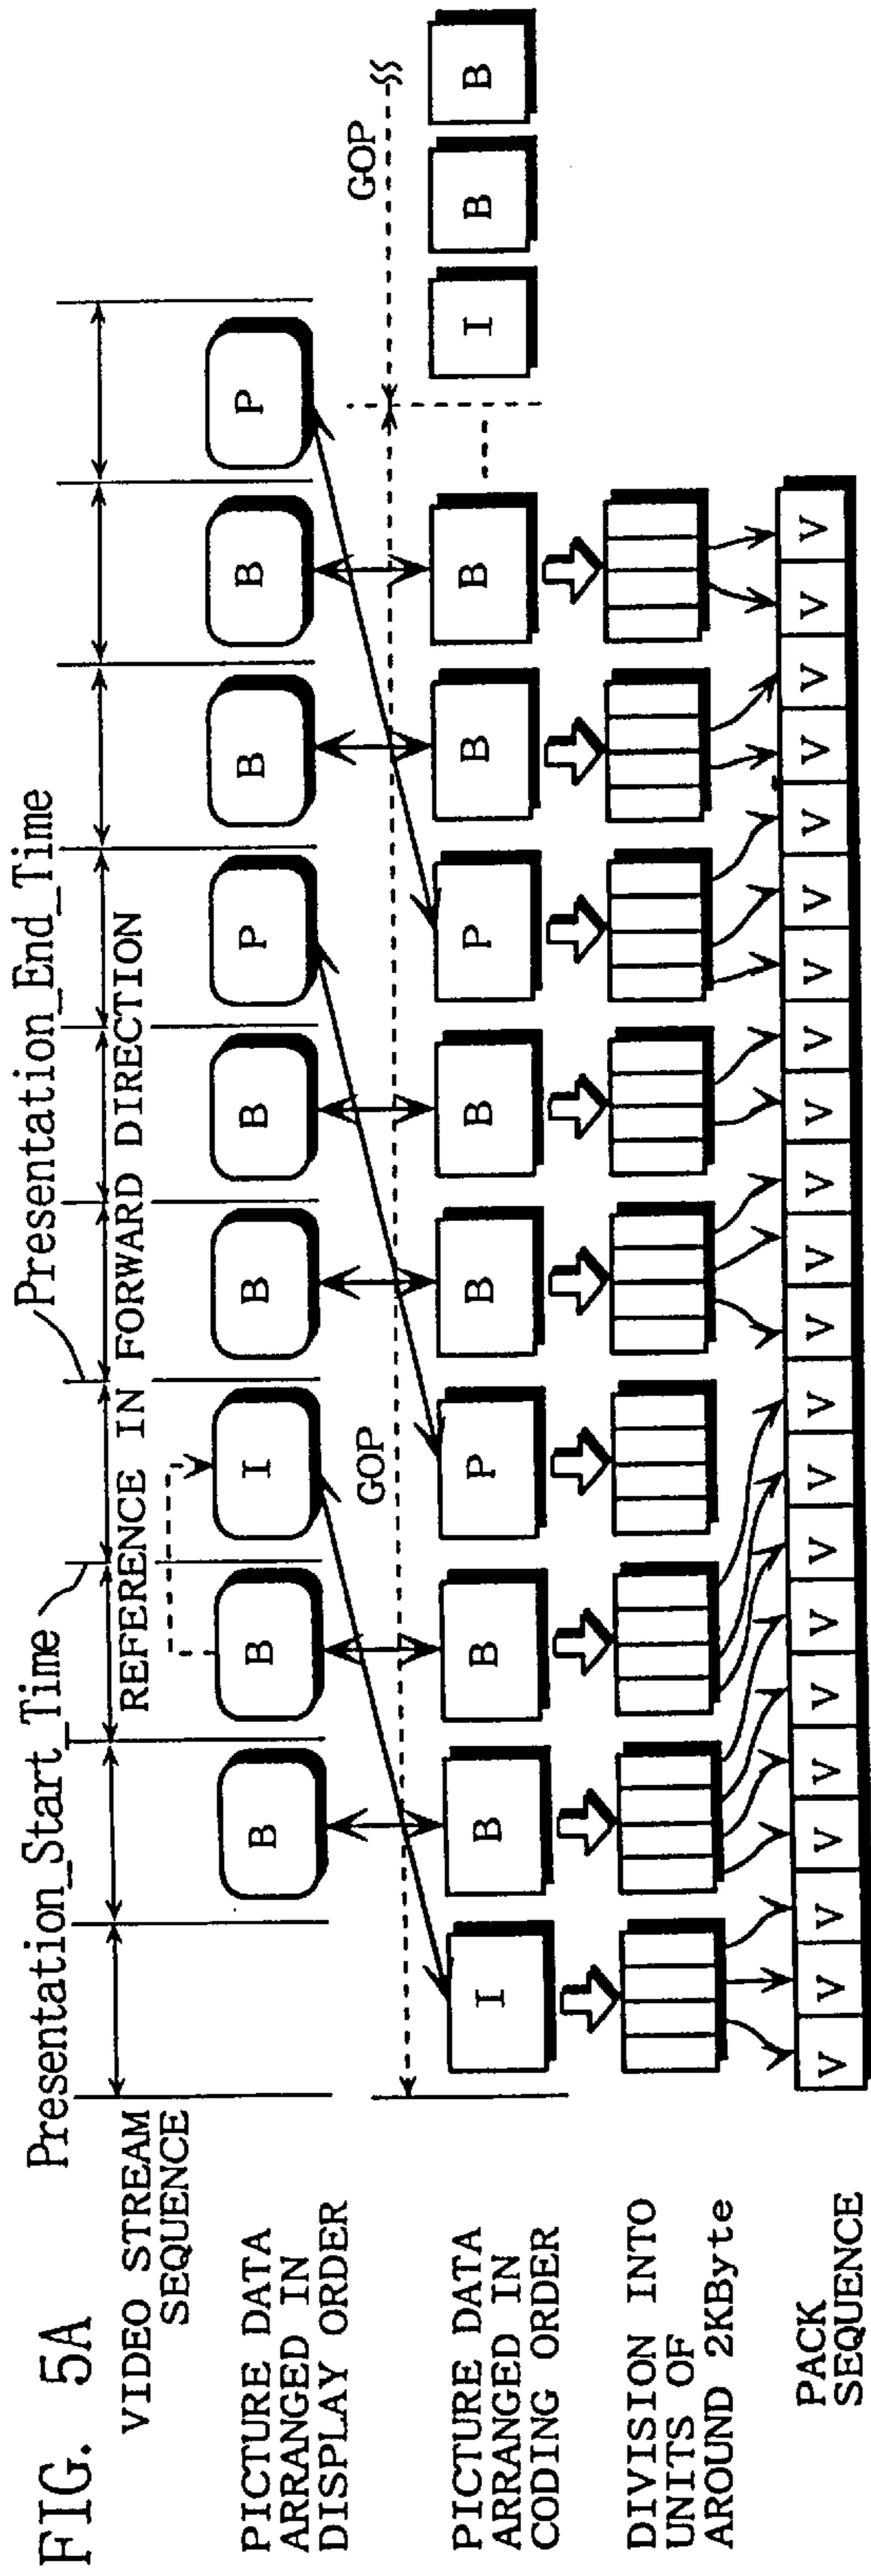 FIG. 5A
Presentation_Start_Time
Presentation_End_Time
VIDEO STREAM
SEQUENCE
REFERENCE IN FORWARD DIRECTION
PICTURE DATA
ARRANGED IN
DISPLAY ORDER
B B I B B P B B P
GOP
GOP
PICTURE DATA
ARRANGED IN
CODING ORDER
I B B P B B P B B I B B
DIVISION INTO
UNITS OF
AROUND 2KByte
PACK
SEQUENCE
V V V V V V V V V V V V V V V V V V V V V V